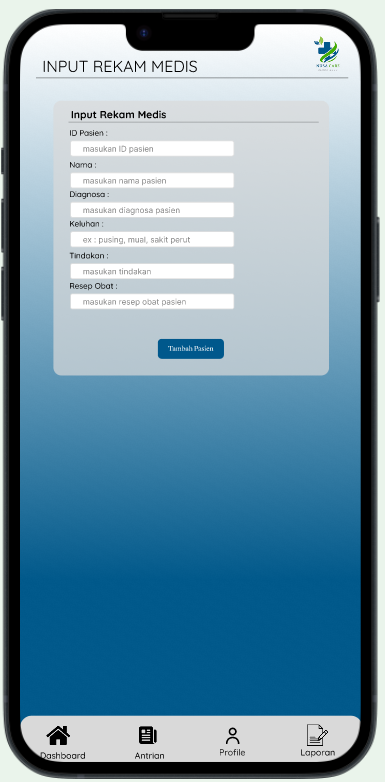 INPUT REKAM MEDIS
NUSA CARE
Input Rekam Medis
ID Pasien :
masukan ID pasien
Nama :
masukan nama pasien
Diagnosa :
masukan diagnosa pasien
Keluhan :
ex : pusing, mual, sakit perut
Tindakan :
masukan tindakan
Resep Obat :
masukan resep obat pasien
Tambah Pasien
Dashboard
Antrian
Profile
Laporan